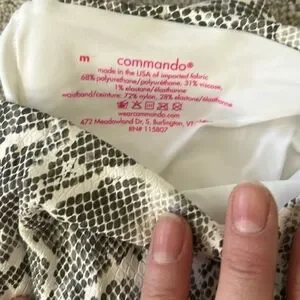 m commando®
made in the USA of imported fabric
68% polyurethane/polyuréthane, 31% viscose,
1% elastane/élasthanne
waistband/ceinture: 72% nylon, 28% elastane/élasthanne
wearcommando.com
472 Meadowland Dr, S. Burlington, VT
RN# 115807